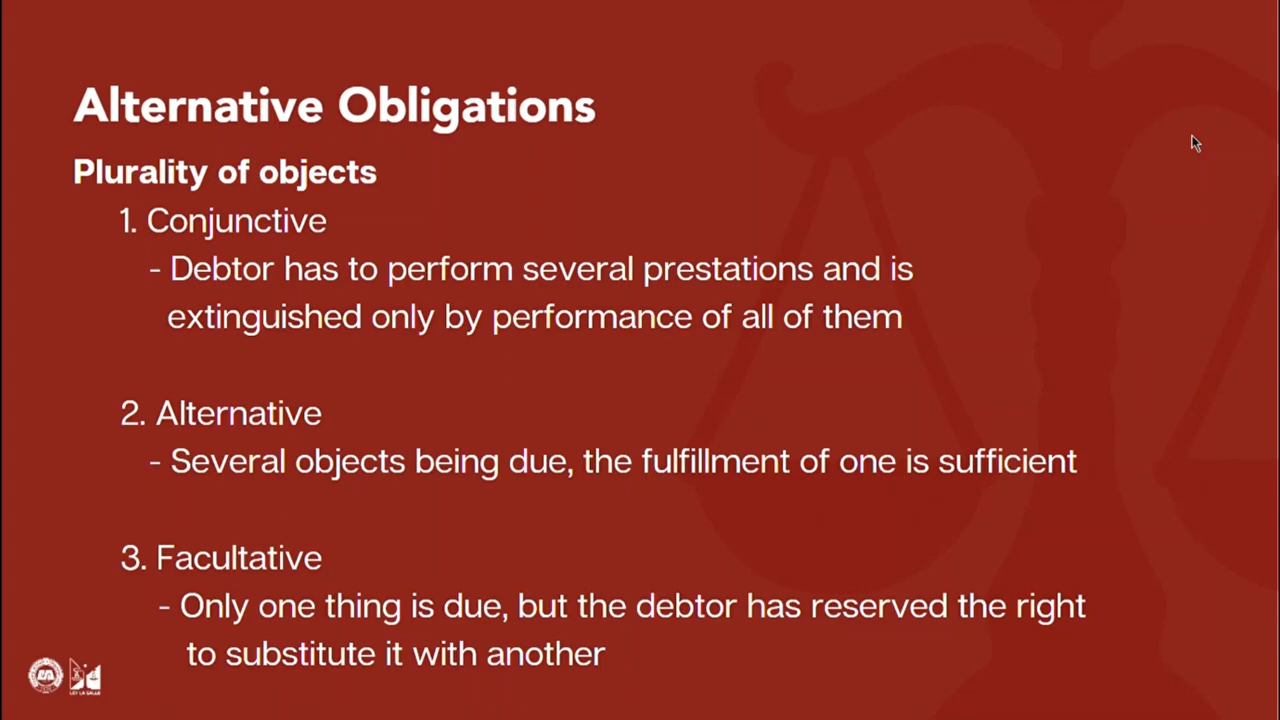 Alternative Obligations
Plurality of objects
1. Conjunctive
- Debtor has to perform several prestations and is
extinguished only by performance of all of them
2. Alternative
- Several objects being due, the fulfillment of one is sufficient
3. Facultative
- Only one thing is due, but the debtor has reserved the right
to substitute it with another